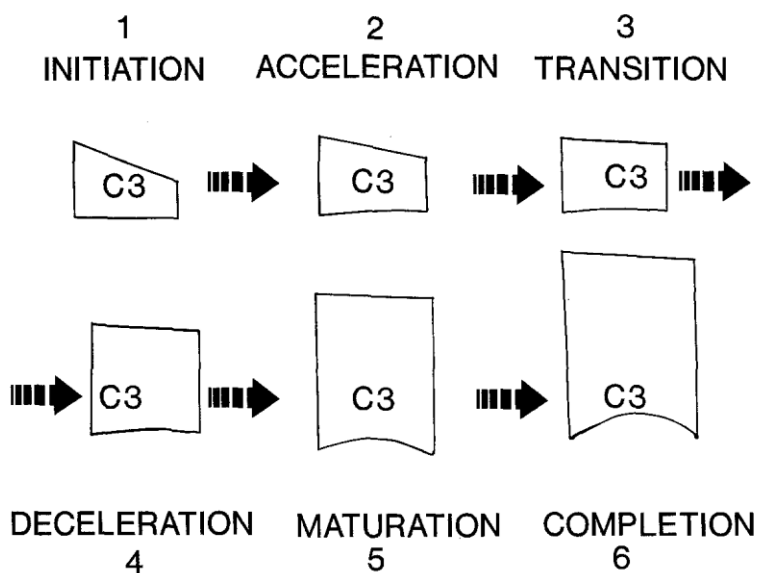 1 2 3
INITIATION ACCELERATION TRANSITION
C3 C3 C3
C3 C3 C3
DECELERATION MATURATION COMPLETION
4 5 6